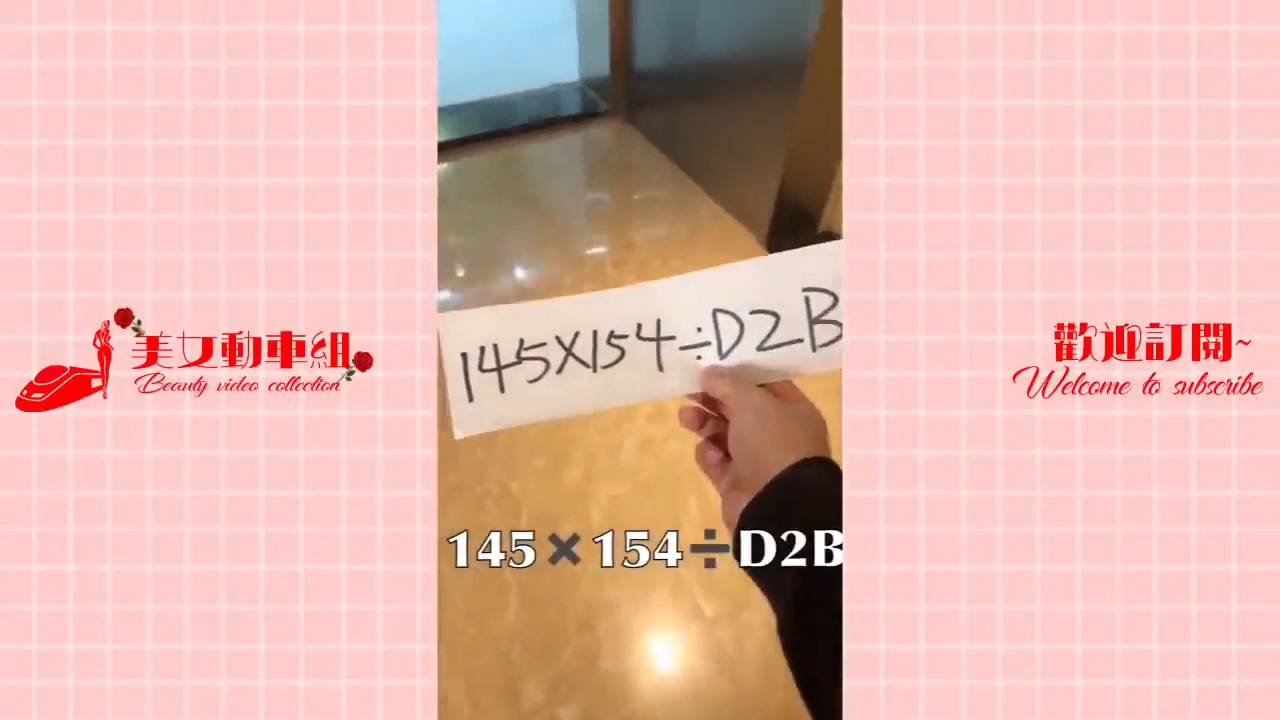 美女動車組
Beauty video collection
145X154÷D2B
145✖154➗D2B
歡迎訂閱~
Welcome to subscribe